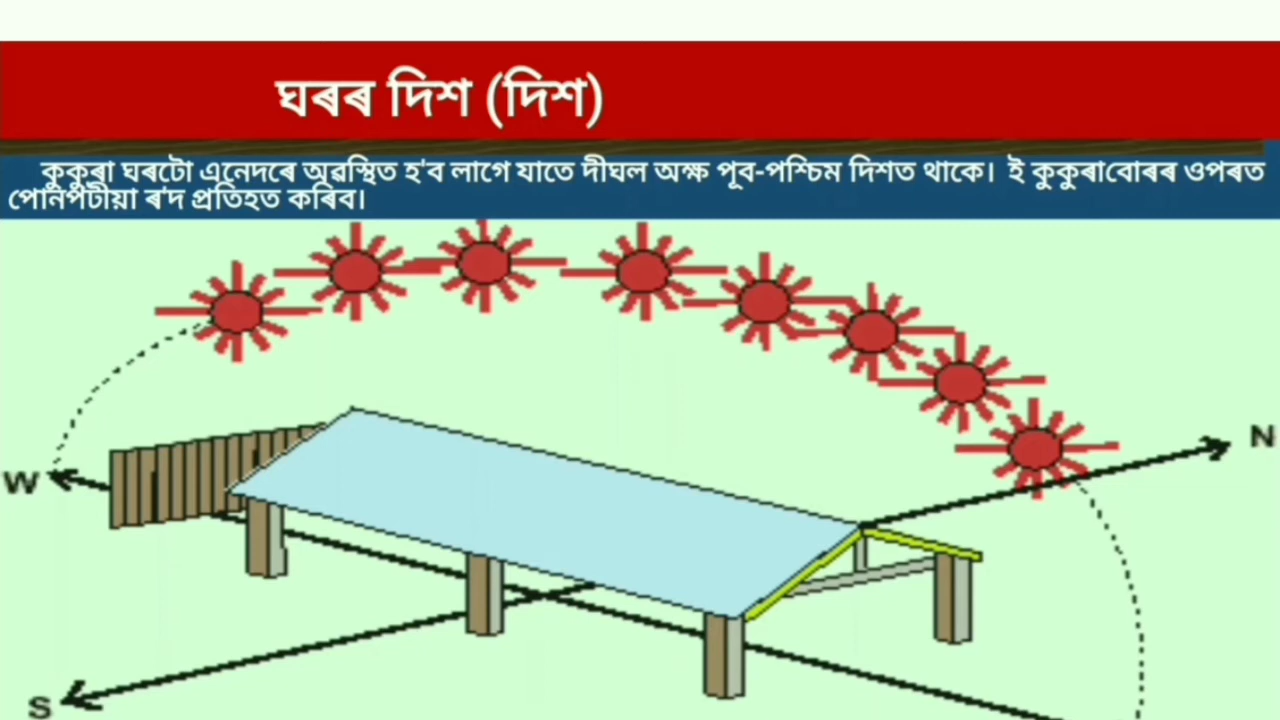 ঘৰৰ দিশ (দিশ)
কুকুৰা ঘৰটো এনেদৰে অৱস্থিত হ'ব লাগে যাতে দীঘল অক্ষ পূব-পশ্চিম দিশত থাকে। ই কুকুৰাবোৰৰ ওপৰত
পোনপটীয়া ৰ'দ প্ৰতিহত কৰিব।
N
W
S